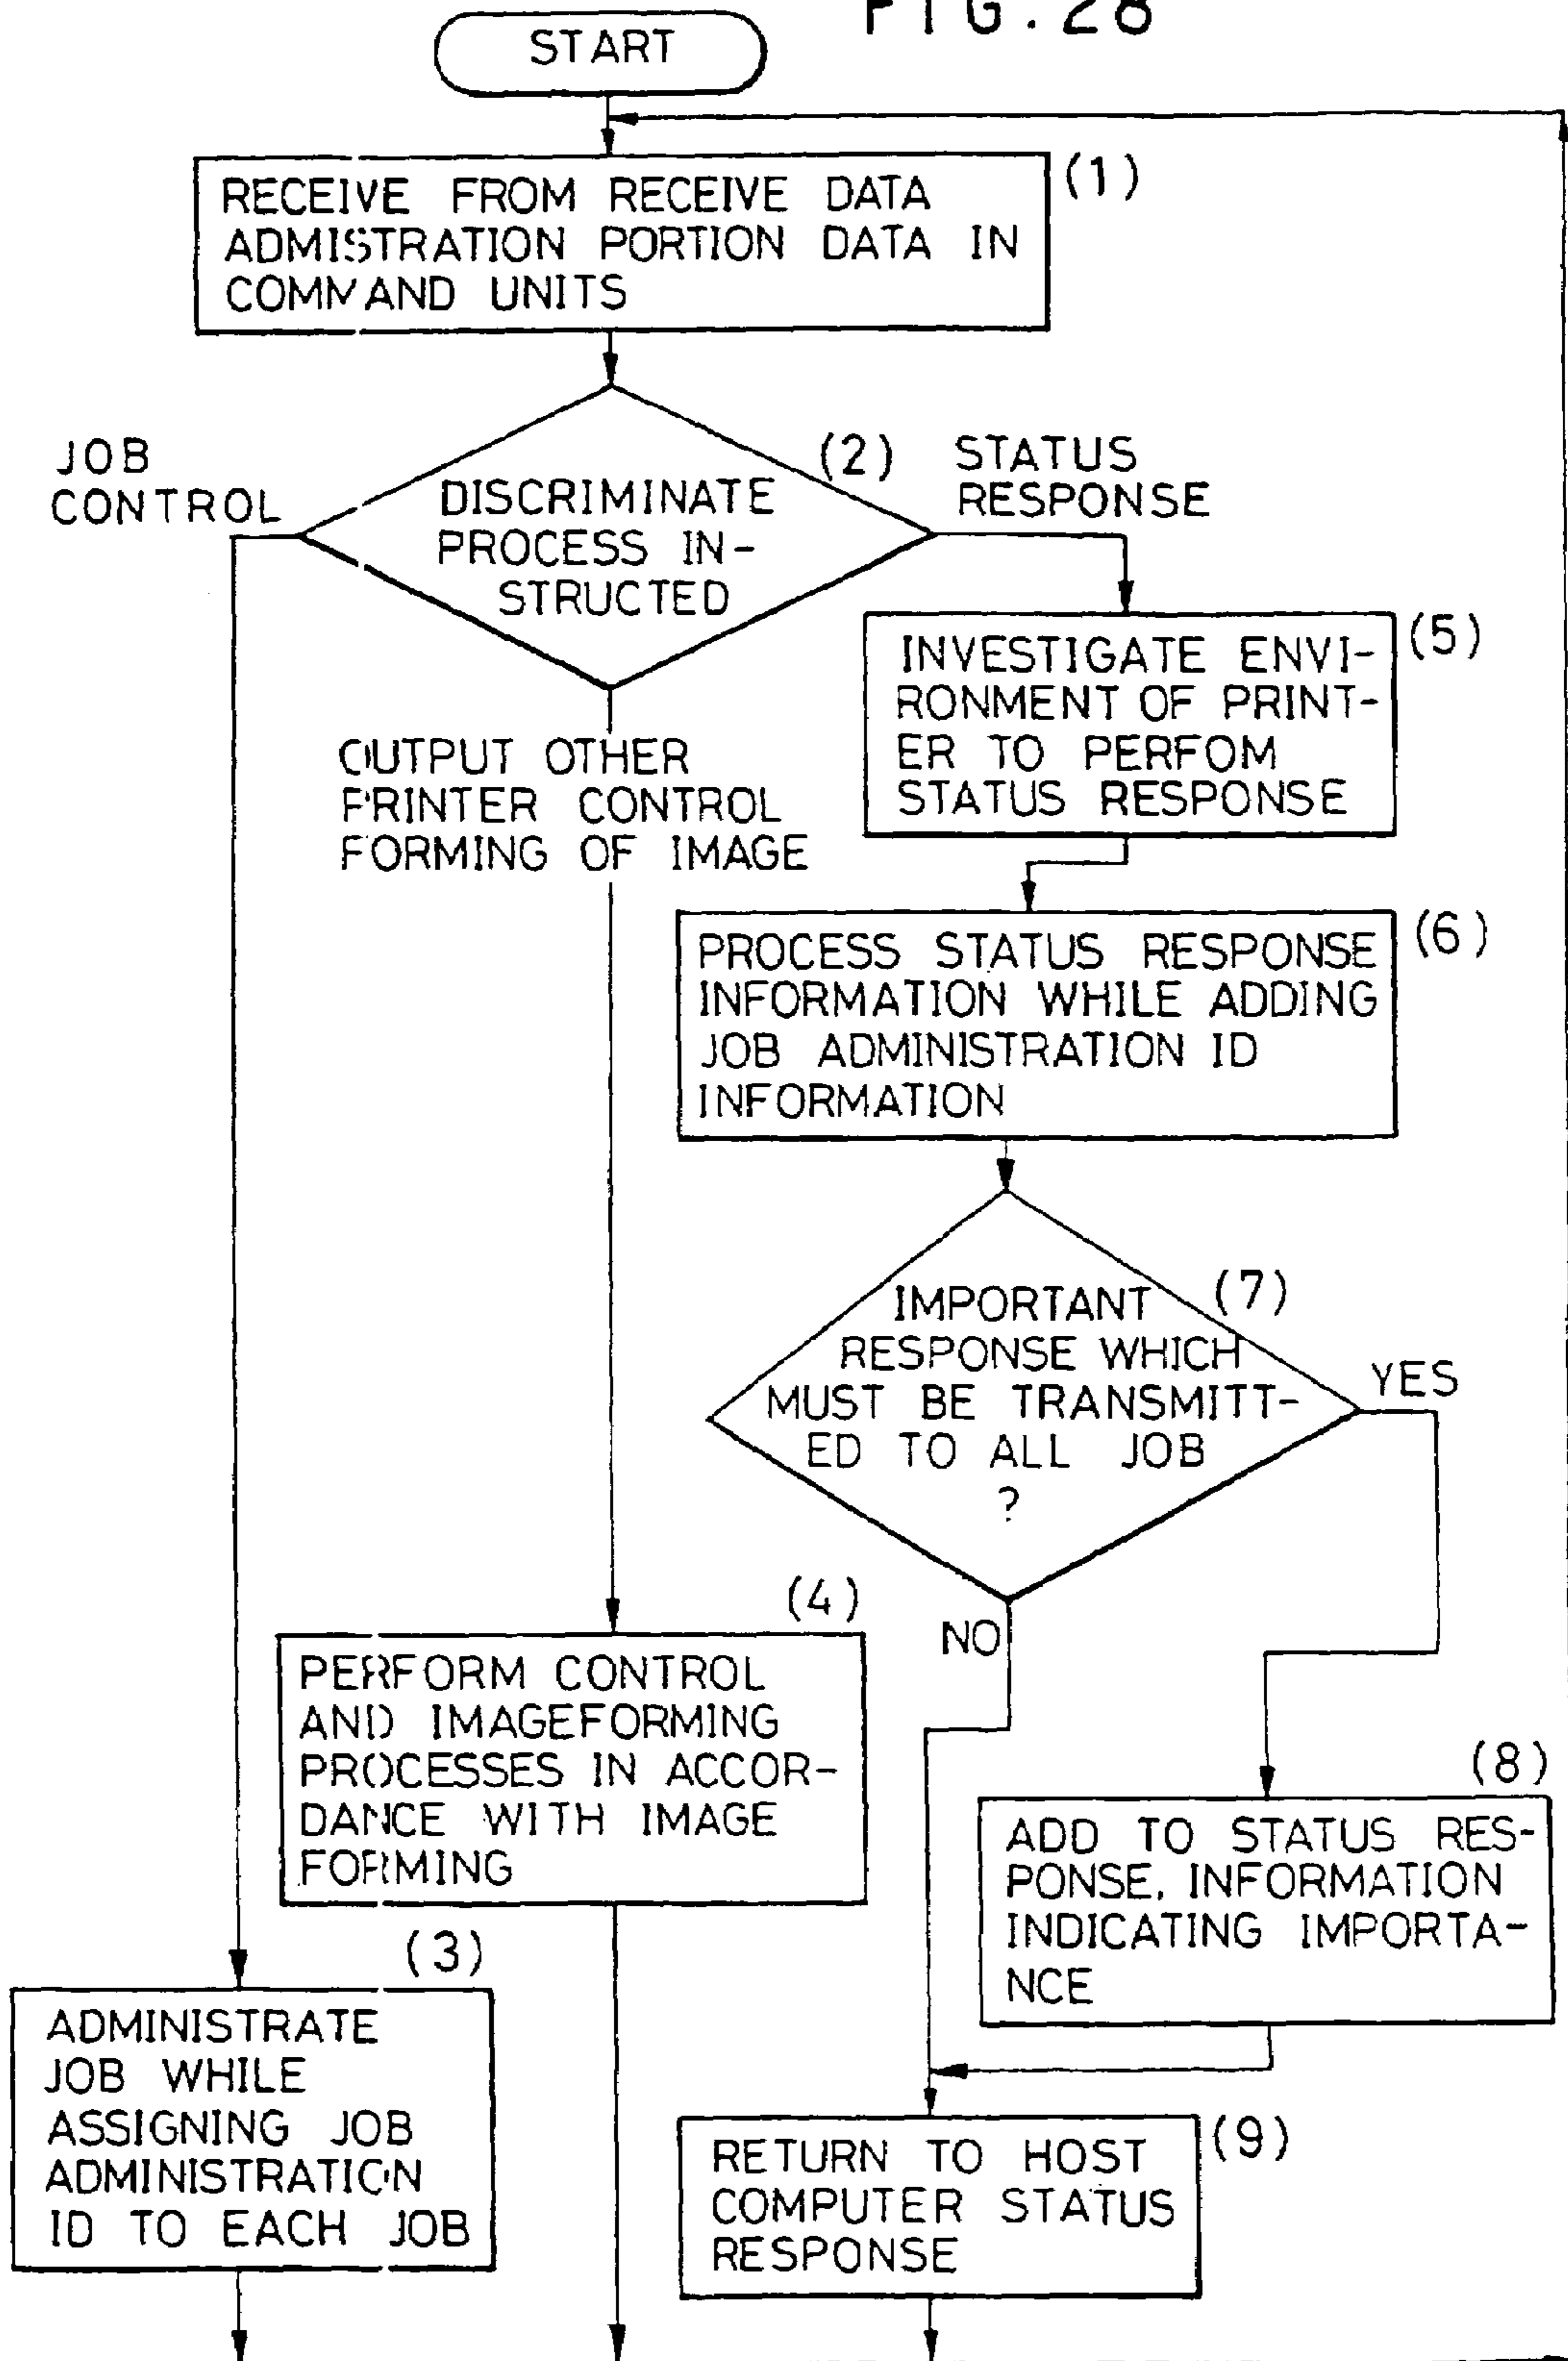 FIG. 28
START
(1)
RECEIVE FROM RECEIVE DATA
ADMISTRATION PORTION DATA IN
COMMAND UNITS
JOB
CONTROL
(2)
DISCRIMINATE
PROCESS IN-
STRUCTED
STATUS
RESPONSE
OUTPUT OTHER
PRINTER CONTROL
FORMING OF IMAGE
(5)
INVESTIGATE ENVI-
RONMENT OF PRINT-
ER TO PERFOM
STATUS RESPONSE
(6)
PROCESS STATUS RESPONSE
INFORMATION WHILE ADDING
JOB ADMINISTRATION ID
INFORMATION
(7)
IMPORTANT
RESPONSE WHICH
MUST BE TRANSMITT-
ED TO ALL JOB
?
YES
NO
(4)
PERFORM CONTROL
AND IMAGEFORMING
PROCESSES IN ACCOR-
DANCE WITH IMAGE
FORMING
(8)
ADD TO STATUS RES-
PONSE, INFORMATION
INDICATING IMPORTA-
NCE
(3)
ADMINISTRATE
JOB WHILE
ASSIGNING JOB
ADMINISTRATION
ID TO EACH JOB
(9)
RETURN TO HOST
COMPUTER STATUS
RESPONSE